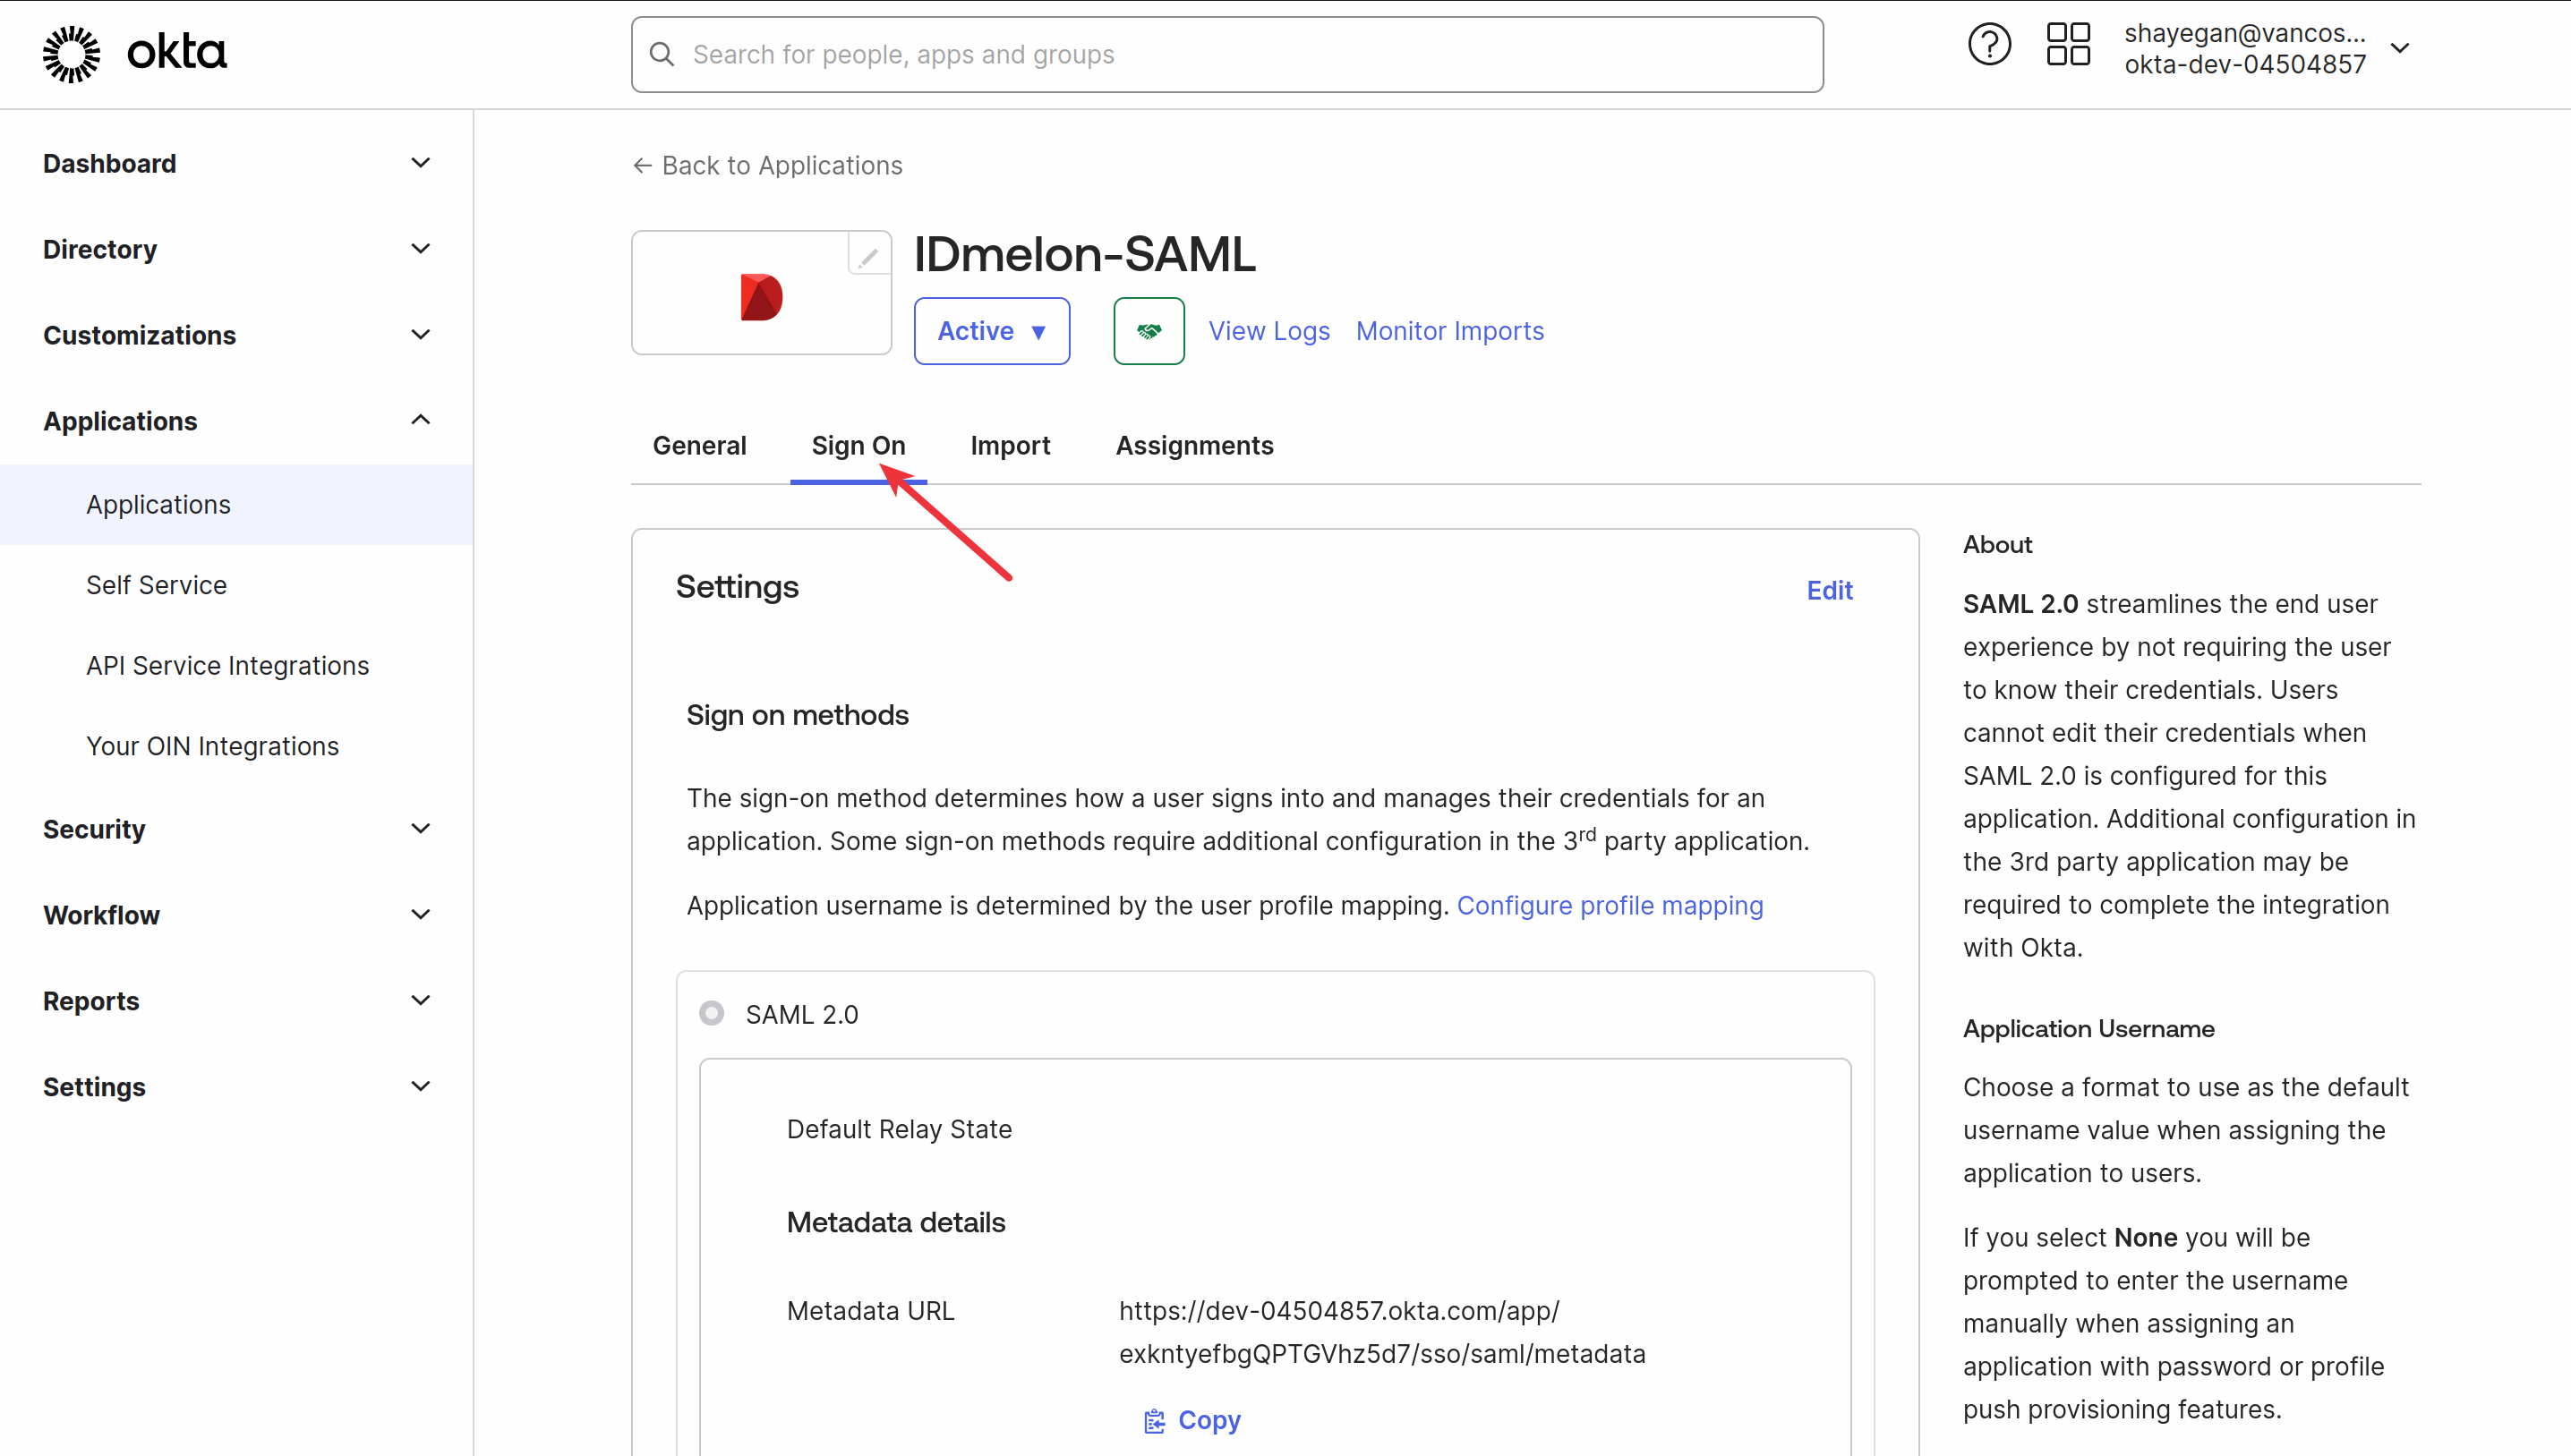 okta
Search for people, apps and groups
shayegan@vancos...
okta-dev-04504857
Dashboard
Directory
Customizations
Applications
Applications
Self Service
API Service Integrations
Your OIN Integrations
Security
Workflow
Reports
Settings
← Back to Applications
IDmelon-SAML
Active ▼
View Logs
Monitor Imports
General
Sign On
Import
Assignments
Settings
Edit
Sign on methods
The sign-on method determines how a user signs into and manages their credentials for an
application. Some sign-on methods require additional configuration in the 3rd party application.
Application username is determined by the user profile mapping. Configure profile mapping
SAML 2.0
Default Relay State
Metadata details
Metadata URL
https://dev-04504857.okta.com/app/
exkntyefbgQPTGVhz5d7/sso/saml/metadata
Copy
About
SAML 2.0 streamlines the end user
experience by not requiring the user
to know their credentials. Users
cannot edit their credentials when
SAML 2.0 is configured for this
application. Additional configuration in
the 3rd party application may be
required to complete the integration
with Okta.
Application Username
Choose a format to use as the default
username value when assigning the
application to users.
If you select None you will be
prompted to enter the username
manually when assigning an
application with password or profile
push provisioning features.